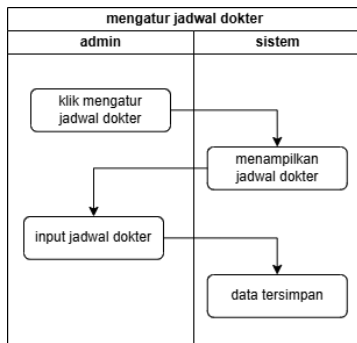 mengatur jadwal dokter
admin
sistem
klik mengatur
jadwal dokter
menampilkan
jadwal dokter
input jadwal dokter
data tersimpan